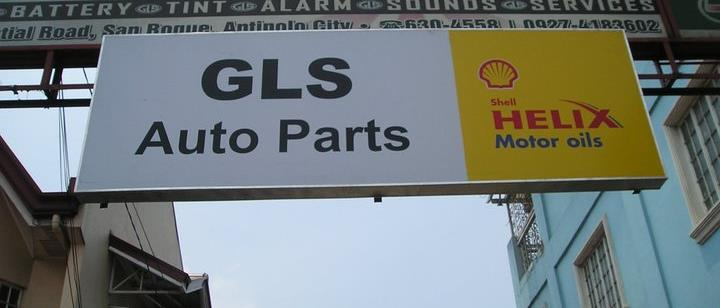 BATTERY • TINT • ALARM • SOUNDS • SERVICES
tial Road, San Roque, Antipolo City • ☎ 630-4558 | 0927-4183602
GLS
Auto Parts
Shell
HELIX
Motor oils